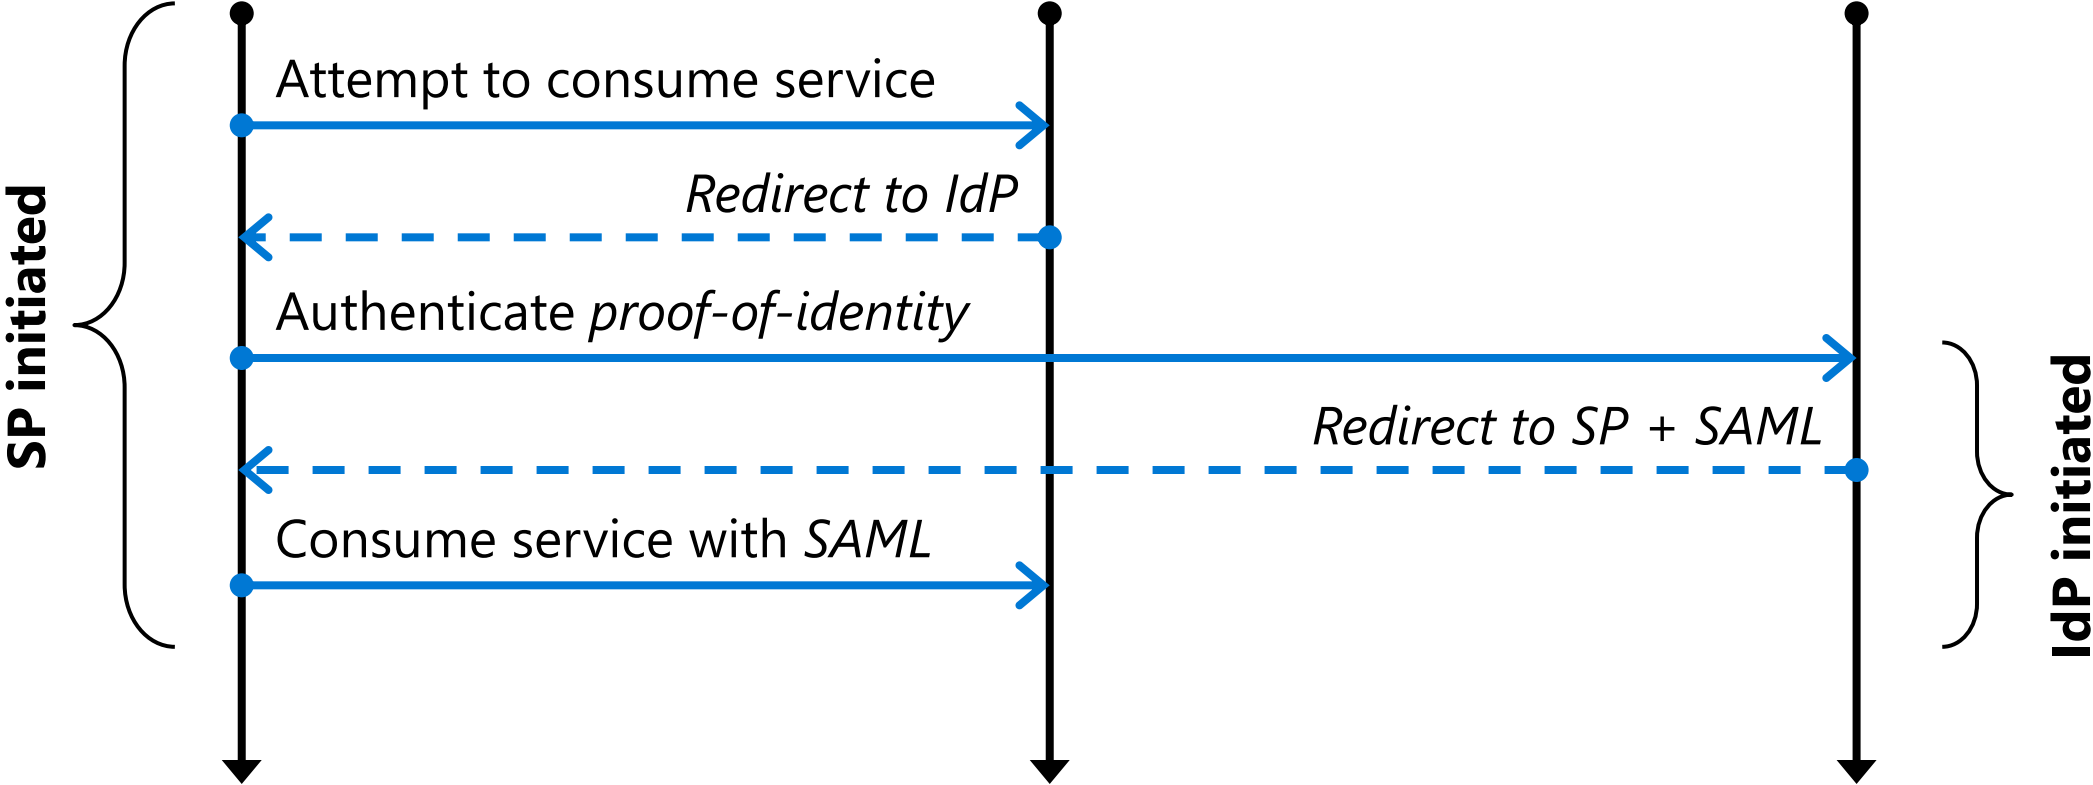 SP initiated
Attempt to consume service
Redirect to IdP
Authenticate proof-of-identity
Redirect to SP + SAML
Consume service with SAML
IdP initiated